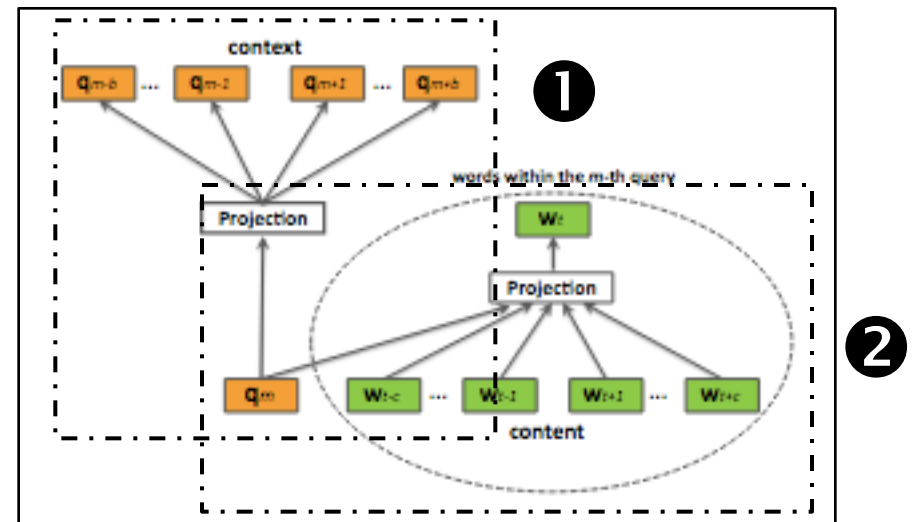 context
qm-b ... qm-1 qm+1 ... qm+b
❶
words within the m-th query
Projection
wt
Projection
❷
qm
wt-c ... wt-1 wt+1 ... wt+c
content